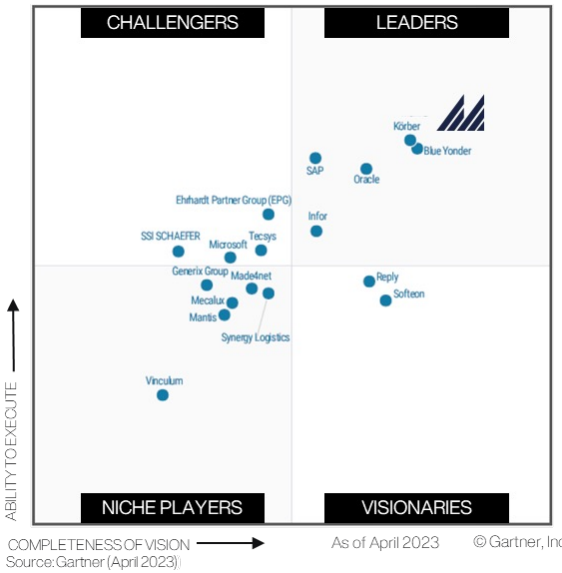 CHALLENGERS
LEADERS
Körber
Blue Yonder
SAP
Oracle
Ehrhardt Partner Group (EPG)
Infor
SSI SCHAEFER
Tecsys
Microsoft
Generix Group
Made4net
Reply
Mecalux
Softeon
Mantis
Synergy Logistics
Vinculum
ABILITY TO EXECUTE
NICHE PLAYERS
VISIONARIES
COMPLETENESS OF VISION
As of April 2023
© Gartner, Inc
Source: Gartner (April 2023)